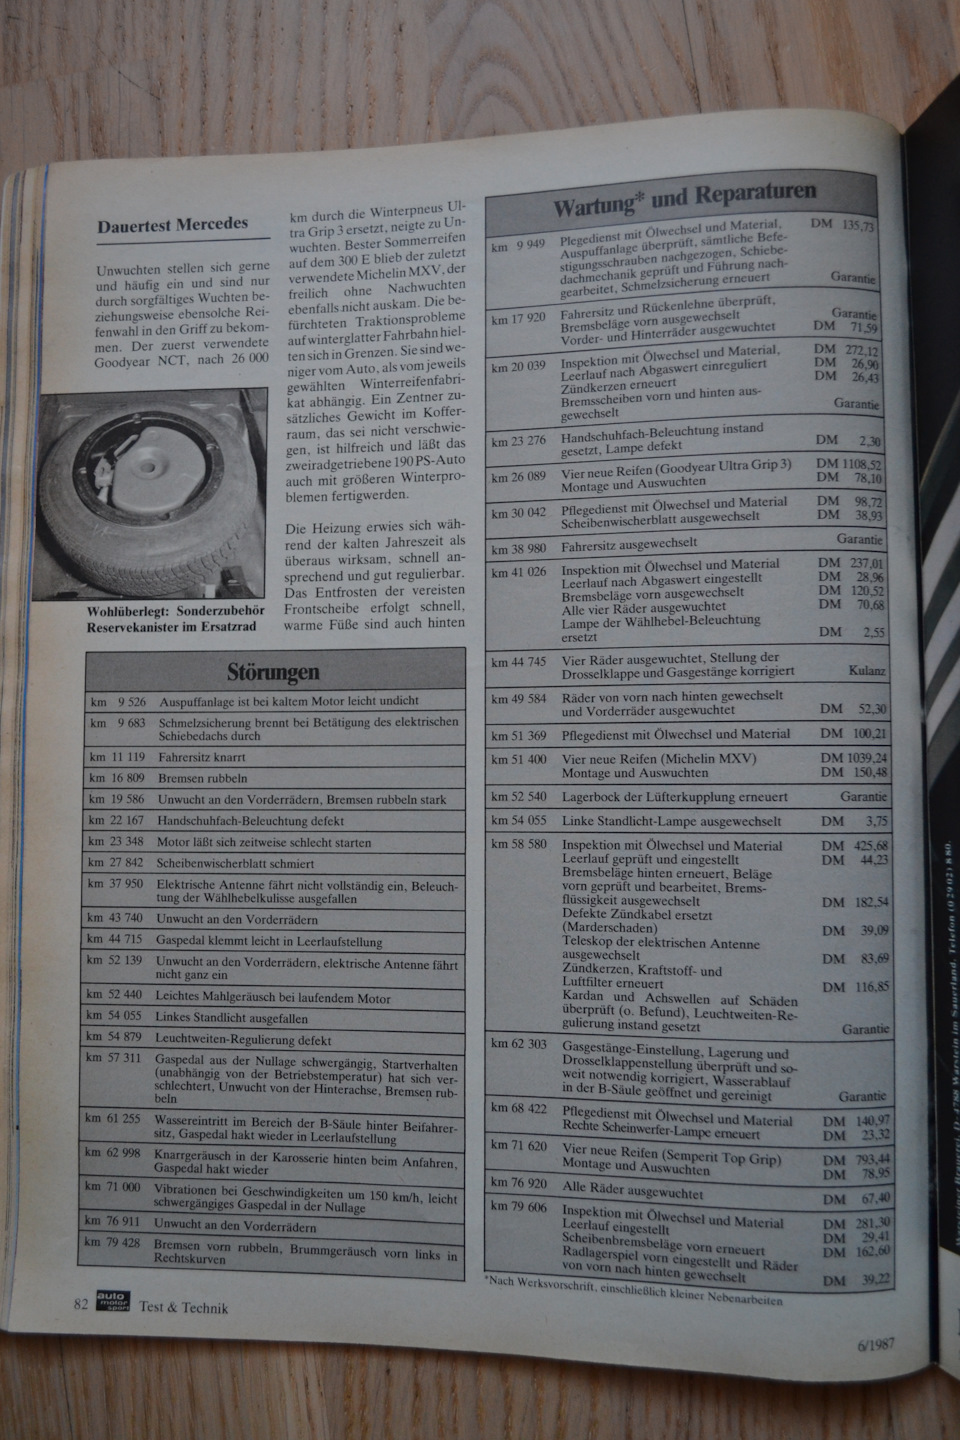 Dauertest Mercedes
Unwuchten stellen sich gerne
und häufig ein und sind nur
durch sorgfältiges Wuchten be-
ziehungsweise ebensolche Rei-
fenwahl in den Griff zu bekom-
men. Der zuerst verwendete
Goodyear NCT, nach 26 000
Wohlüberlegt: Sonderzubehör
Reservekanister im Ersatzrad
km durch die Winterpneus Ul-
tra Grip 3 ersetzt, neigte zu Un-
wuchten. Bester Sommerreifen
auf dem 300 E blieb der zuletzt
verwendete Michelin MXV, der
freilich ohne Nachwuchten
ebenfalls nicht auskam. Die be-
fürchteten Traktionsprobleme
auf winterglatter Fahrbahn hiel-
ten sich in Grenzen. Sie sind we-
niger vom Auto, als vom jeweils
gewählten Winterreifenfabri-
kat abhängig. Ein Zentner zu-
sätzliches Gewicht im Koffer-
raum, das sei nicht verschwie-
gen, ist hilfreich und läßt das
zweiradgetriebene 190 PS-Auto
auch mit größeren Winterpro-
blemen fertigwerden.
Die Heizung erwies sich wäh-
rend der kalten Jahreszeit als
überaus wirksam, schnell an-
sprechend und gut regulierbar.
Das Entfrosten der vereisten
Frontscheibe erfolgt schnell,
warme Füße sind auch hinten
Störungen
km 9 526 Auspuffanlage ist bei kaltem Motor leicht undicht
km 9 683 Schmelzsicherung brennt bei Betätigung des elektrischen
Schiebedachs durch
km 11 119 Fahrersitz knarrt
km 16 809 Bremsen rubbeln
km 19 586 Unwucht an den Vorderrädern, Bremsen rubbeln stark
km 22 167 Handschuhfach-Beleuchtung defekt
km 23 348 Motor läßt sich zeitweise schlecht starten
km 27 842 Scheibenwischerblatt schmiert
km 37 950 Elektrische Antenne fährt nicht vollständig ein, Beleuch-
tung der Wählhebelkulisse ausgefallen
km 43 740 Unwucht an den Vorderrädern
km 44 715 Gaspedal klemmt leicht in Leerlaufstellung
km 52 139 Unwucht an den Vorderrädern, elektrische Antenne fährt
nicht ganz ein
km 52 440 Leichtes Mahlgeräusch bei laufendem Motor
km 54 055 Linkes Standlicht ausgefallen
km 54 879 Leuchtweiten-Regulierung defekt
km 57 311 Gaspedal aus der Nullage schwergängig, Startverhalten
(unabhängig von der Betriebstemperatur) hat sich ver-
schlechtert, Unwucht von der Hinterachse, Bremsen rub-
beln
km 61 255 Wassereintritt im Bereich der B-Säule hinter Beifahrer-
sitz, Gaspedal hakt wieder in Leerlaufstellung
km 62 998 Knarrgeräusch in der Karosserie hinten beim Anfahren,
Gaspedal hakt wieder
km 71 000 Vibrationen bei Geschwindigkeiten um 150 km/h, leicht
schwergängiges Gaspedal in der Nullage
km 76 911 Unwucht an den Vorderrädern
km 79 428 Bremsen vorn rubbeln, Brummgeräusch vorn links in
Rechtskurven
Wartung* und Reparaturen
km 9 949 Plegedienst mit Ölwechsel und Material, DM 135,73
Auspuffanlage überprüft, sämtliche Befe-
stigungsschrauben nachgezogen, Schiebe-
dachmechanik geprüft und Führung nach-
gearbeitet, Schmelzsicherung erneuert Garantie
km 17 920 Fahrersitz und Rückenlehne überprüft,
Bremsbeläge vorn ausgewechselt Garantie
Vorder- und Hinterräder ausgewuchtet DM 71,59
km 20 039 Inspektion mit Ölwechsel und Material, DM 272,12
Leerlauf nach Abgaswert einreguliert DM 26,90
Zündkerzen erneuert DM 26,43
Bremsscheiben vorn und hinten aus-
gewechselt Garantie
km 23 276 Handschuhfach-Beleuchtung instand
gesetzt, Lampe defekt DM 2,30
km 26 089 Vier neue Reifen (Goodyear Ultra Grip 3) DM 1108,52
Montage und Auswuchten DM 78,10
km 30 042 Pflegedienst mit Ölwechsel und Material DM 98,72
Scheibenwischerblatt ausgewechselt DM 38,93
km 38 980 Fahrersitz ausgewechselt Garantie
km 41 026 Inspektion mit Ölwechsel und Material DM 237,01
Leerlauf nach Abgaswert eingestellt DM 28,96
Bremsbeläge vorn ausgewechselt DM 120,52
Alle vier Räder ausgewuchtet DM 70,68
Lampe der Wählhebel-Beleuchtung
ersetzt DM 2,55
km 44 745 Vier Räder ausgewuchtet, Stellung der
Drosselklappe und Gasgestänge korrigiert Kulanz
km 49 584 Räder von vorn nach hinten gewechselt
und Vorderräder ausgewuchtet DM 52,30
km 51 369 Pflegedienst mit Ölwechsel und Material DM 100,21
km 51 400 Vier neue Reifen (Michelin MXV) DM 1039,24
Montage und Auswuchten DM 150,48
km 52 540 Lagerbock der Lüfterkupplung erneuert Garantie
km 54 055 Linke Standlicht-Lampe ausgewechselt DM 3,75
km 58 580 Inspektion mit Ölwechsel und Material DM 425,68
Leerlauf geprüft und eingestellt DM 44,23
Bremsbeläge hinten erneuert, Beläge
vorn geprüft und bearbeitet, Brems-
flüssigkeit ausgewechselt DM 182,54
Defekte Zündkabel ersetzt
(Marderschaden) DM 39,09
Teleskop der elektrischen Antenne
ausgewechselt DM 83,69
Zündkerzen, Kraftstoff- und
Luftfilter erneuert DM 116,85
Kardan und Achswellen auf Schäden
überprüft (o. Befund), Leuchtweiten-Re-
gulierung instand gesetzt Garantie
km 62 303 Gasgestänge-Einstellung, Lagerung und
Drosselklappenstellung überprüft und so-
weit notwendig korrigiert, Wasserablauf
in der B-Säule geöffnet und gereinigt Garantie
km 68 422 Pflegedienst mit Ölwechsel und Material DM 140,97
Rechte Scheinwerfer-Lampe erneuert DM 23,32
km 71 620 Vier neue Reifen (Semperit Top Grip) DM 793,44
Montage und Auswuchten DM 78,95
km 76 920 Alle Räder ausgewuchtet DM 67,40
km 79 606 Inspektion mit Ölwechsel und Material DM 281,30
Leerlauf eingestellt DM 29,41
Scheibenbremsbeläge vorn erneuert DM 162,60
Radlagerspiel vorn eingestellt und Räder
von vorn nach hinten gewechselt DM 39,22
*Nach Werksvorschrift, einschließlich kleiner Nebenarbeiten
82 auto motor sport Test & Technik
6/1987